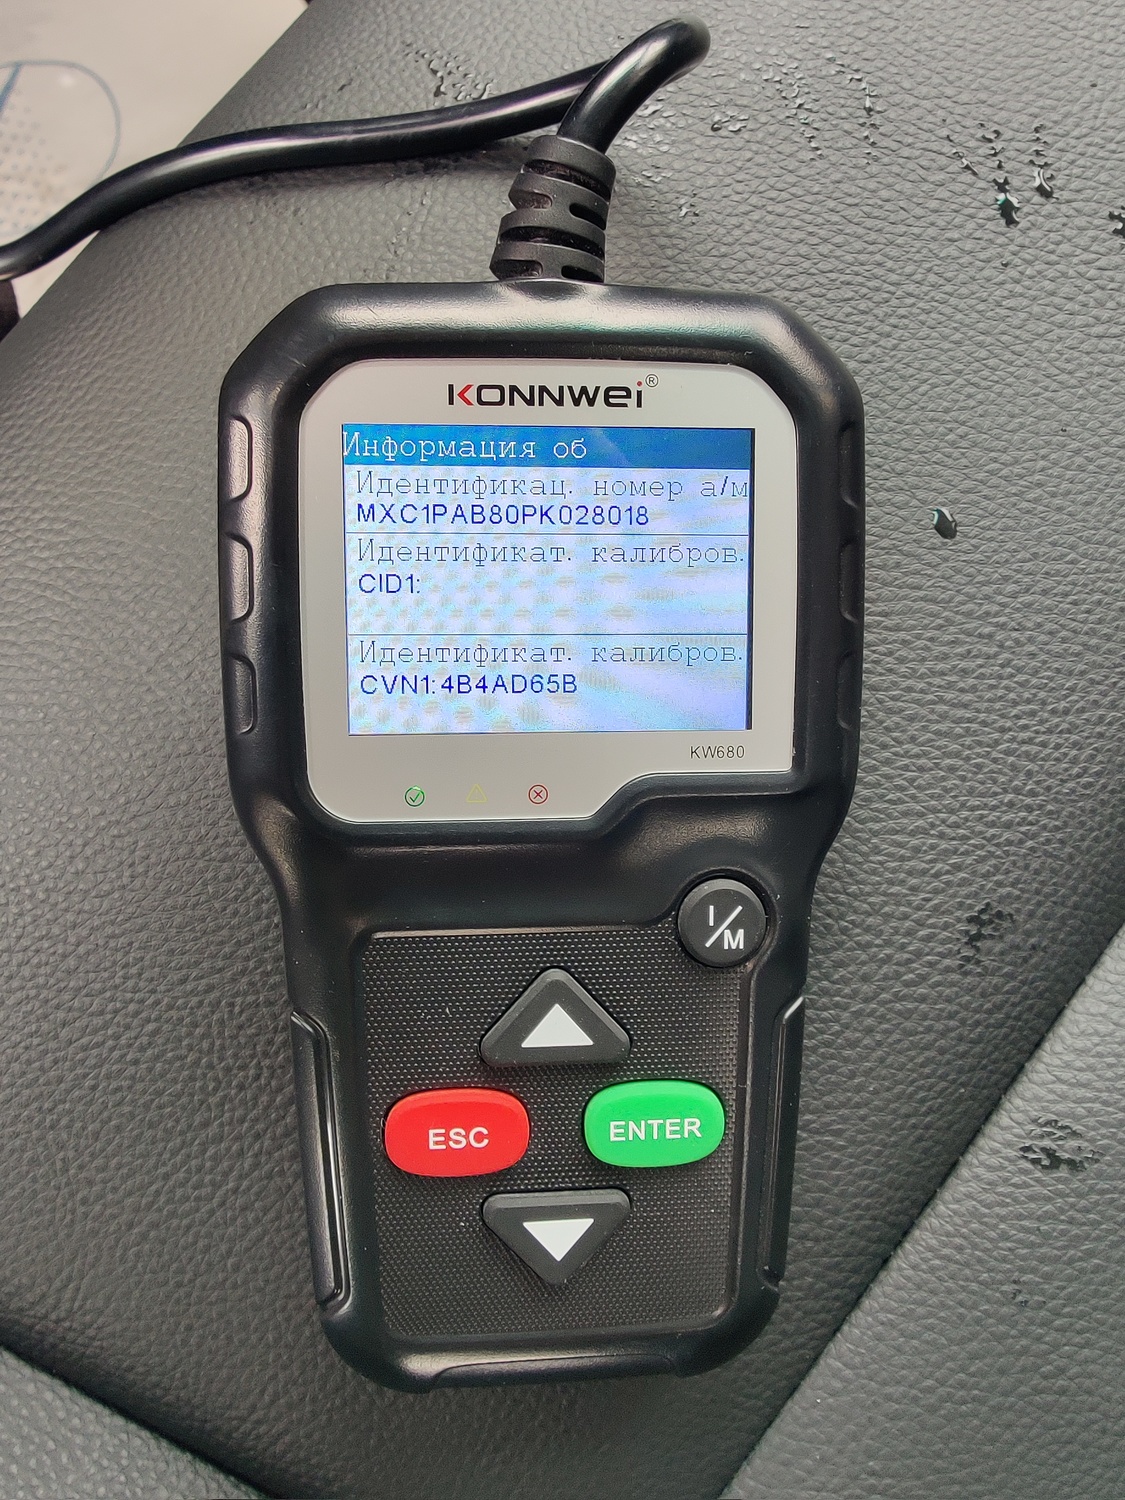 KONNWEI®
Информация об
Идентификац. номер а/м
MXC1PAB80PK028018
Идентификат. калибров.
CID1:
Идентификат. калибров.
CVN1:4B4AD65B
KW680
I/M
ESC
ENTER